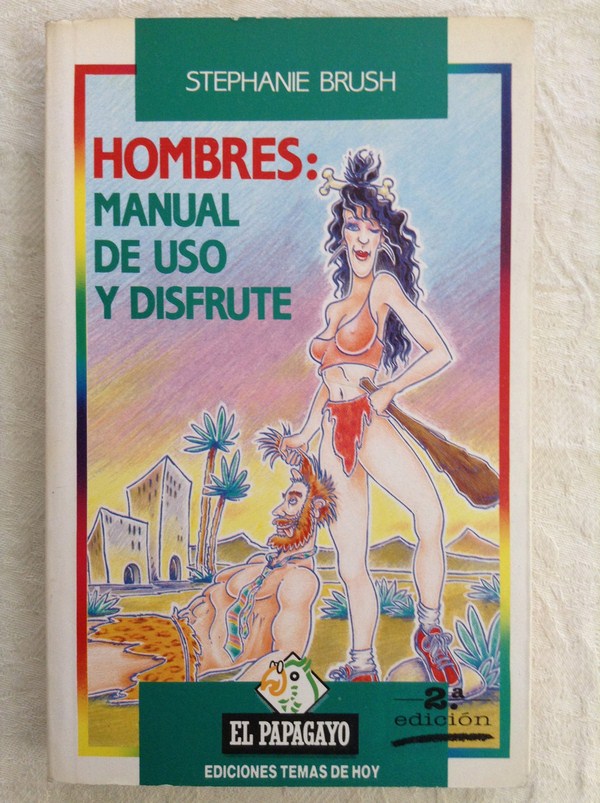 STEPHANIE BRUSH
HOMBRES:
MANUAL
DE USO
Y DISFRUTE
2.ª
edición
EL PAPAGAYO
EDICIONES TEMAS DE HOY